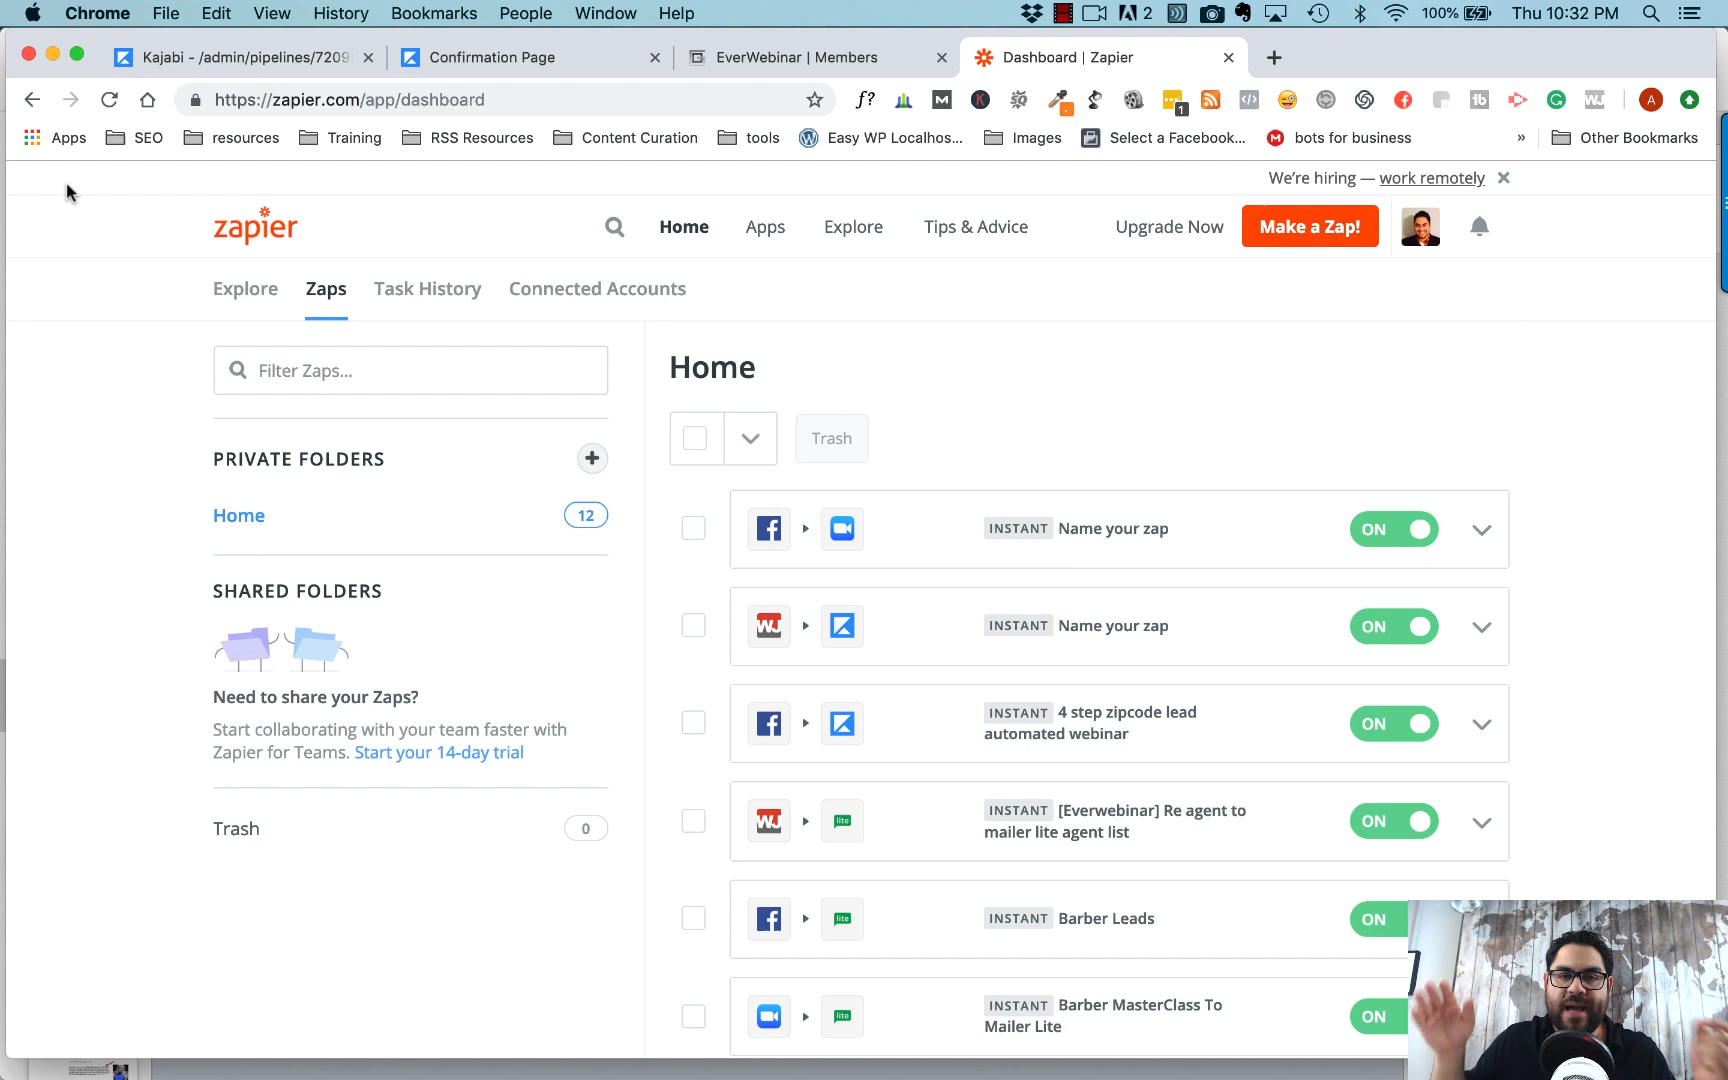 Chrome File Edit View History Bookmarks People Window Help
2 100% Thu 10:32 PM
Kajabi - /admin/pipelines/7209
Confirmation Page
EverWebinar | Members
Dashboard | Zapier
https://zapier.com/app/dashboard
f? 1 A
Apps SEO resources Training RSS Resources Content Curation tools Easy WP Localhos... Images Select a Facebook... bots for business » Other Bookmarks
We're hiring — work remotely
zapier
Home Apps Explore Tips & Advice Upgrade Now Make a Zap!
Explore Zaps Task History Connected Accounts
Filter Zaps...
PRIVATE FOLDERS
Home 12
SHARED FOLDERS
Need to share your Zaps?
Start collaborating with your team faster with
Zapier for Teams. Start your 14-day trial
Trash 0
Home
Trash
INSTANT Name your zap ON
WJ INSTANT Name your zap ON
INSTANT 4 step zipcode lead
automated webinar
ON
WJ lite INSTANT [Everwebinar] Re agent to
mailer lite agent list
ON
lite INSTANT Barber Leads ON
lite INSTANT Barber MasterClass To
Mailer Lite
ON